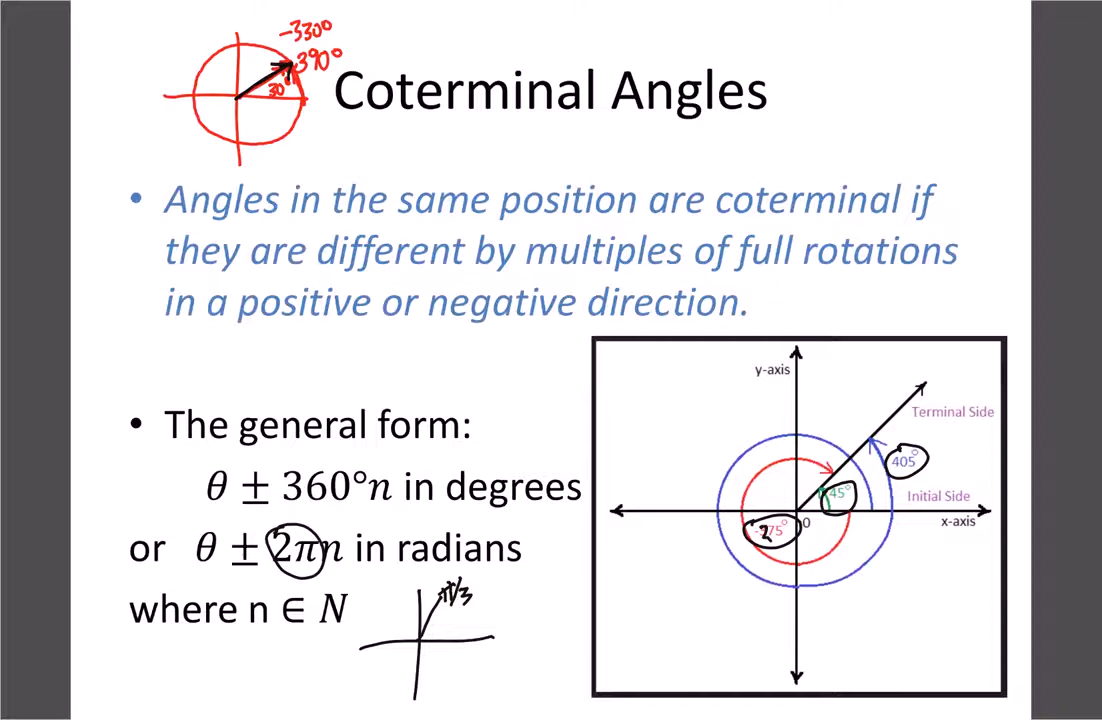 -330°
390°
30°
Coterminal Angles
• Angles in the same position are coterminal if
they are different by multiples of full rotations
in a positive or negative direction.
• The general form:
θ ± 360°n in degrees
or θ ± 2πn in radians
where n ∈ N
π/3
y-axis
Terminal Side
405°
45°
Initial Side
x-axis
0